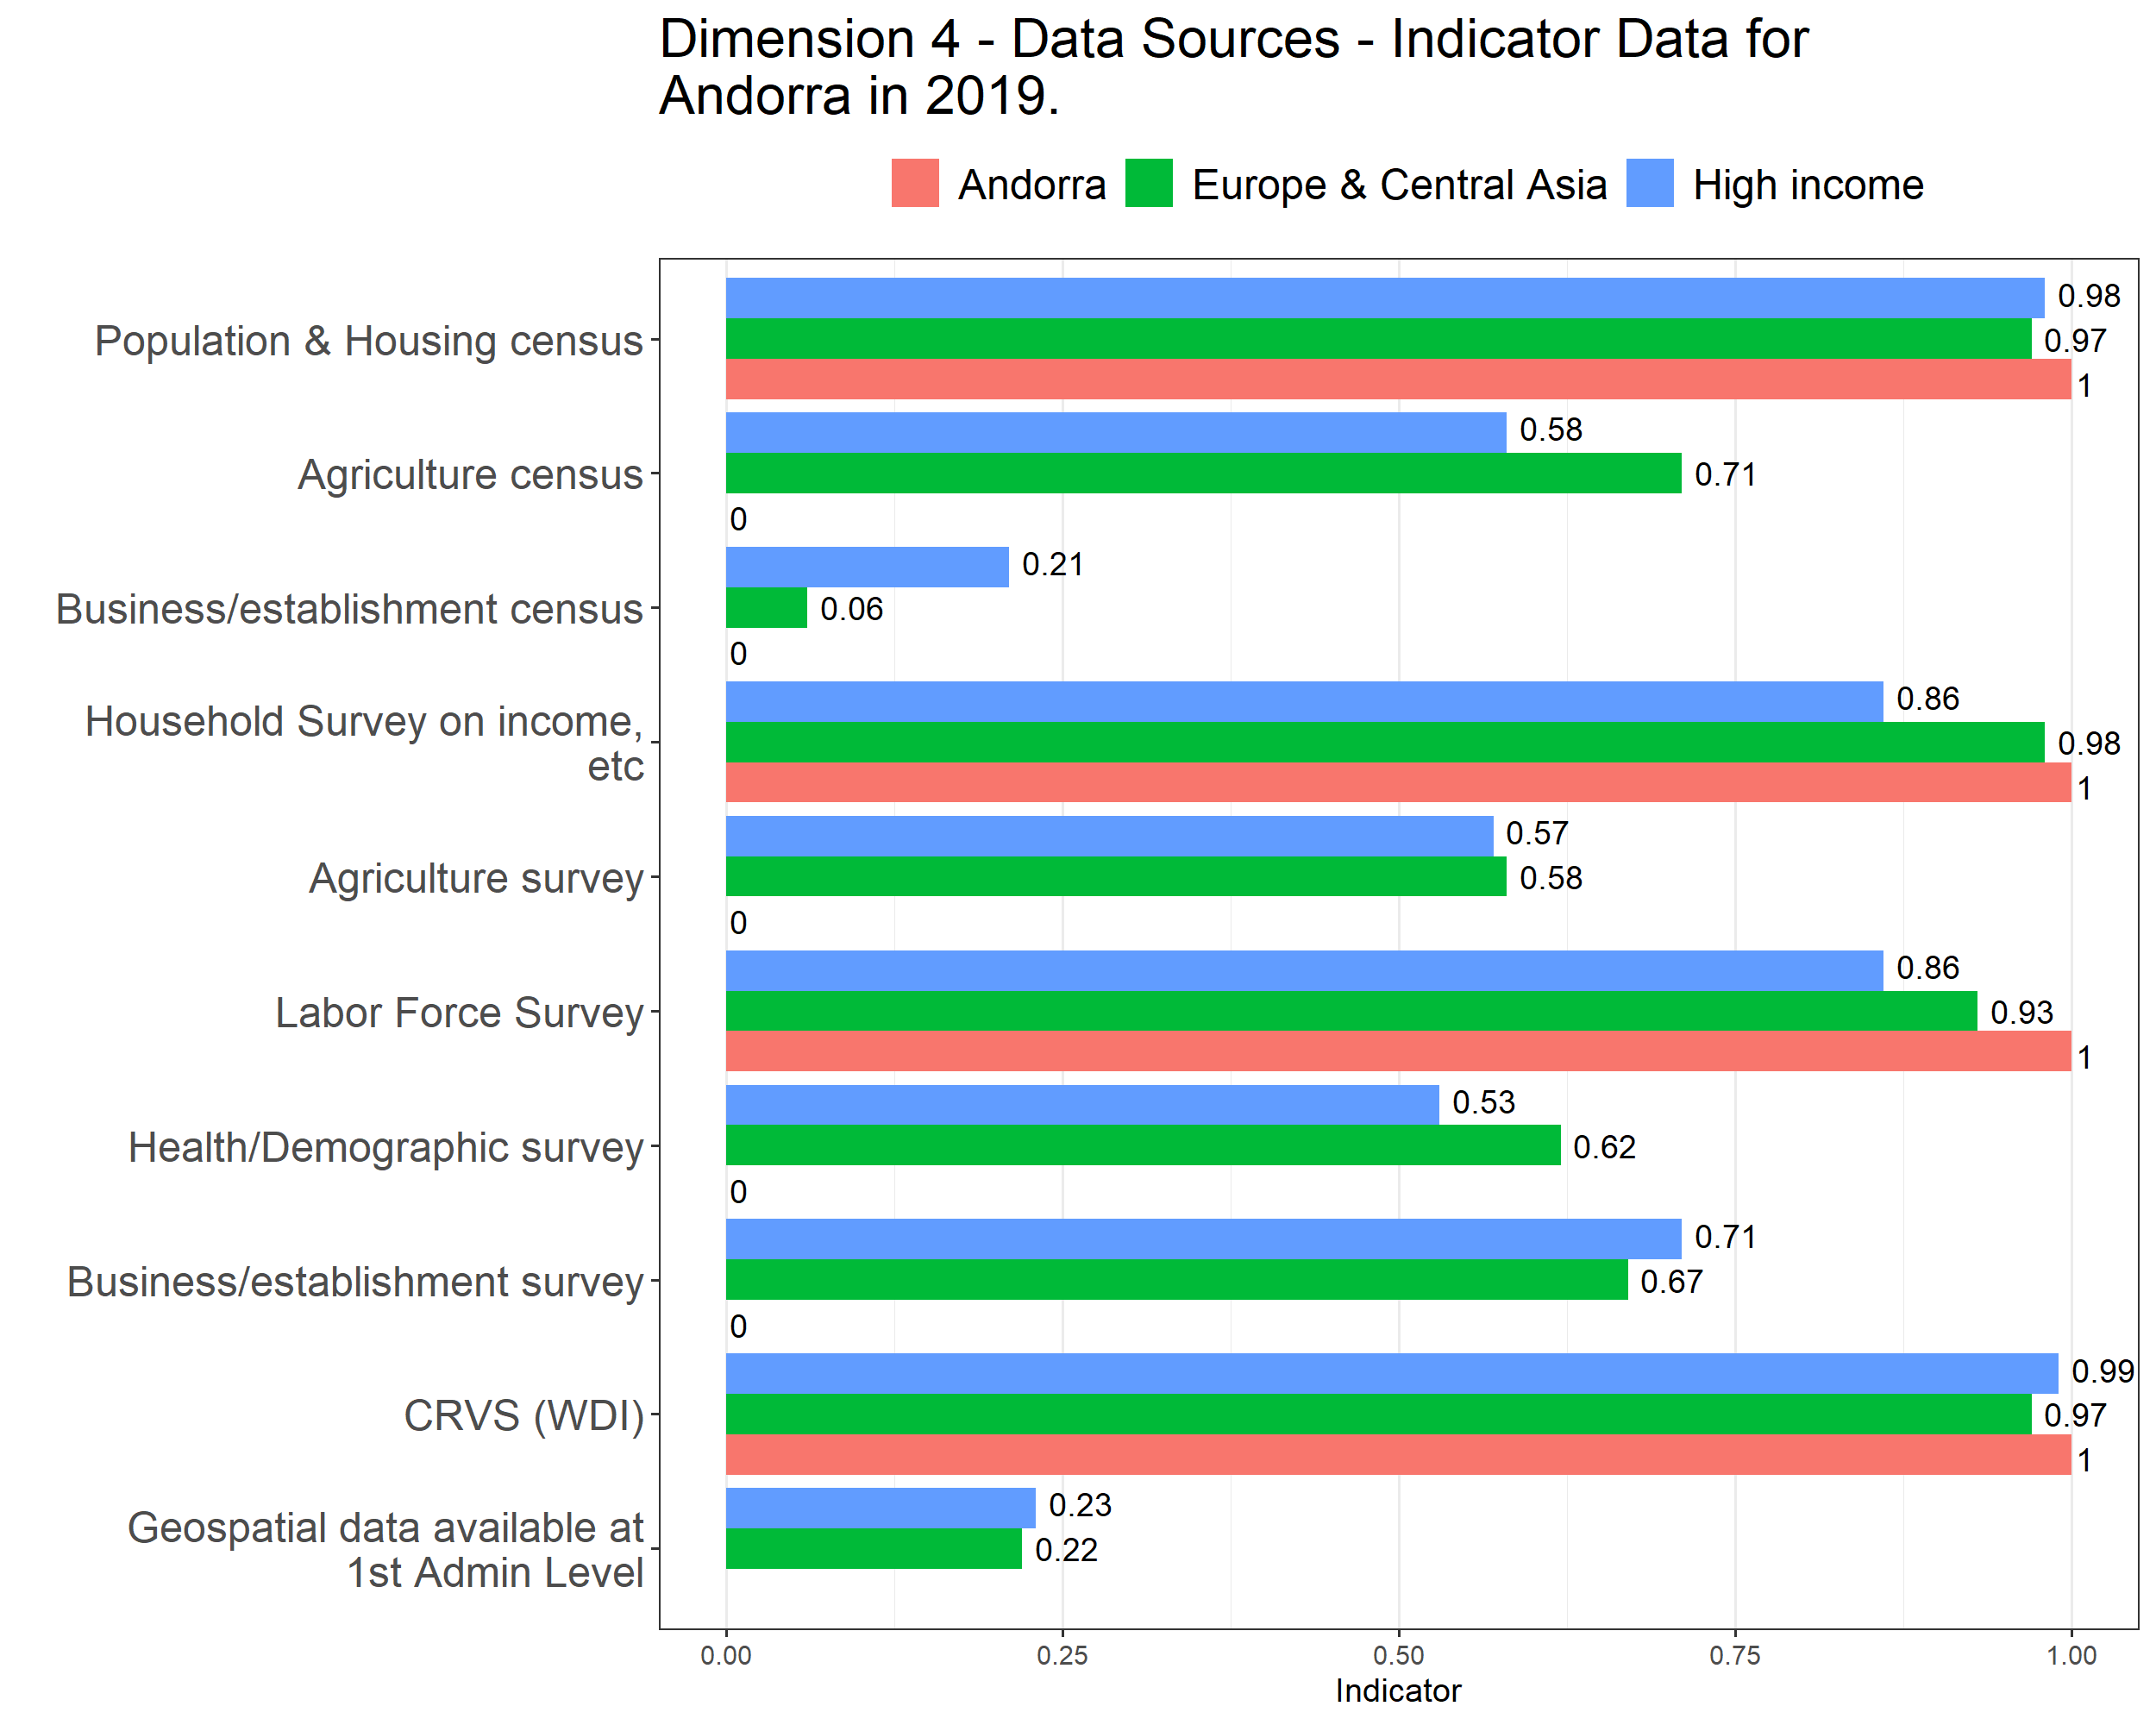 Dimension 4 - Data Sources - Indicator Data for
Andorra in 2019.
Andorra Europe & Central Asia High income
Population & Housing census
0.98
0.97
1
Agriculture census
0.58
0.71
0
Business/establishment census
0.21
0.06
0
Household Survey on income,
etc
0.86
0.98
1
Agriculture survey
0.57
0.58
0
Labor Force Survey
0.86
0.93
1
Health/Demographic survey
0.53
0.62
0
Business/establishment survey
0.71
0.67
0
CRVS (WDI)
0.99
0.97
1
Geospatial data available at
1st Admin Level
0.23
0.22
0.00 0.25 0.50 0.75 1.00
Indicator